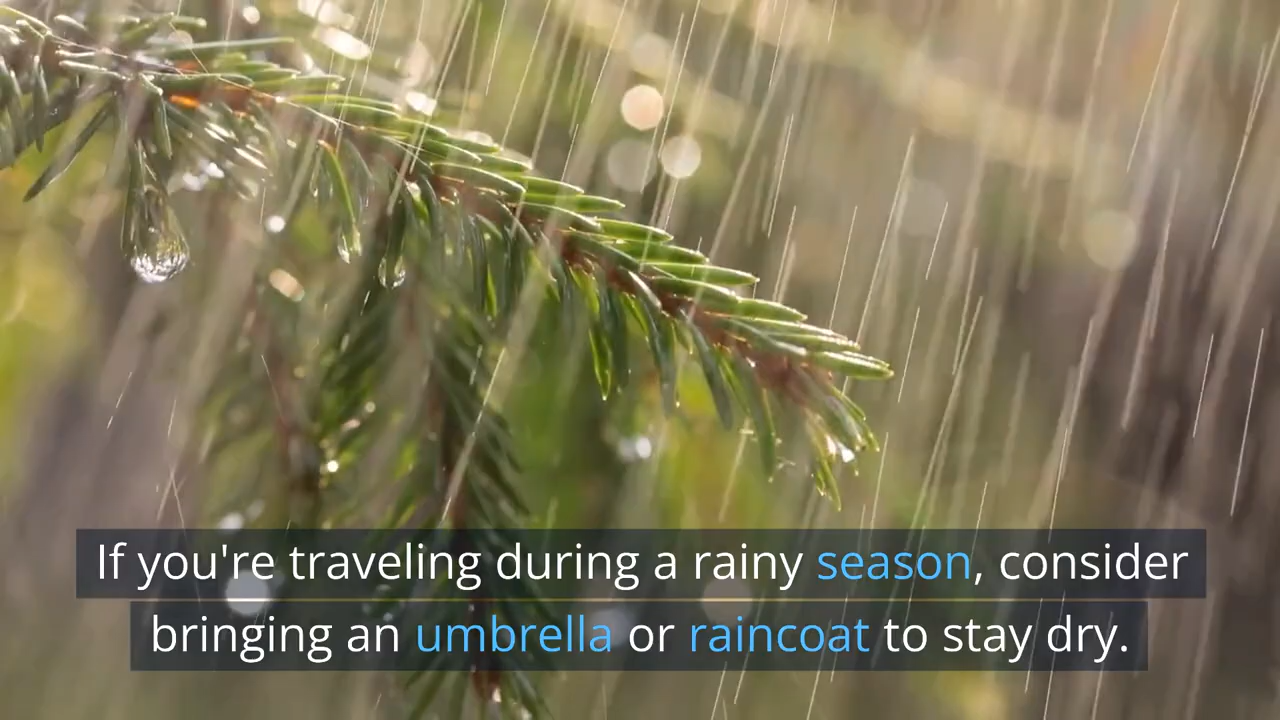 If you're traveling during a rainy season, consider
bringing an umbrella or raincoat to stay dry.